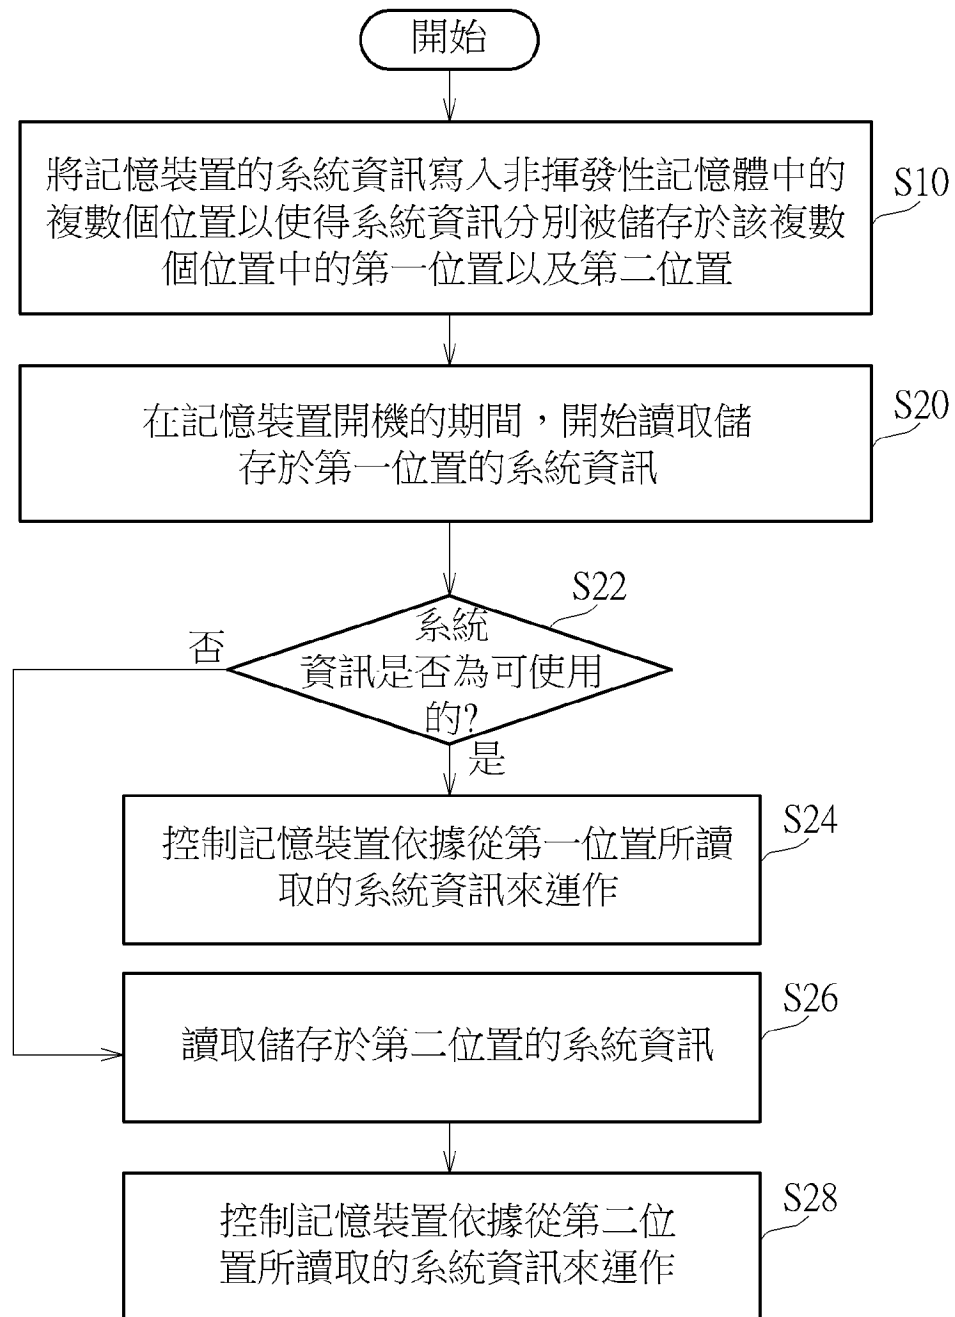 開始
將記憶裝置的系統資訊寫入非揮發性記憶體中的
複數個位置以使得系統資訊分別被儲存於該複數
個位置中的第一位置以及第二位置
S10
在記憶裝置開機的期間，開始讀取儲
存於第一位置的系統資訊
S20
S22
系統
資訊是否為可使用
的?
否
是
控制記憶裝置依據從第一位置所讀
取的系統資訊來運作
S24
讀取儲存於第二位置的系統資訊
S26
控制記憶裝置依據從第二位
置所讀取的系統資訊來運作
S28